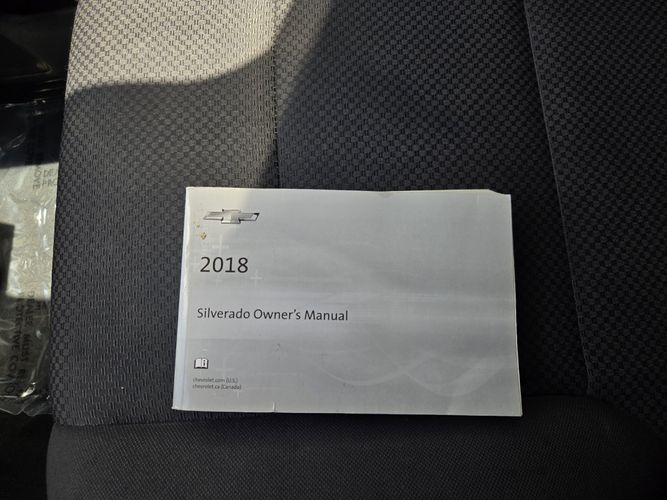 2018
Silverado Owner's Manual
chevrolet.com (U.S.)
chevrolet.ca (Canada)